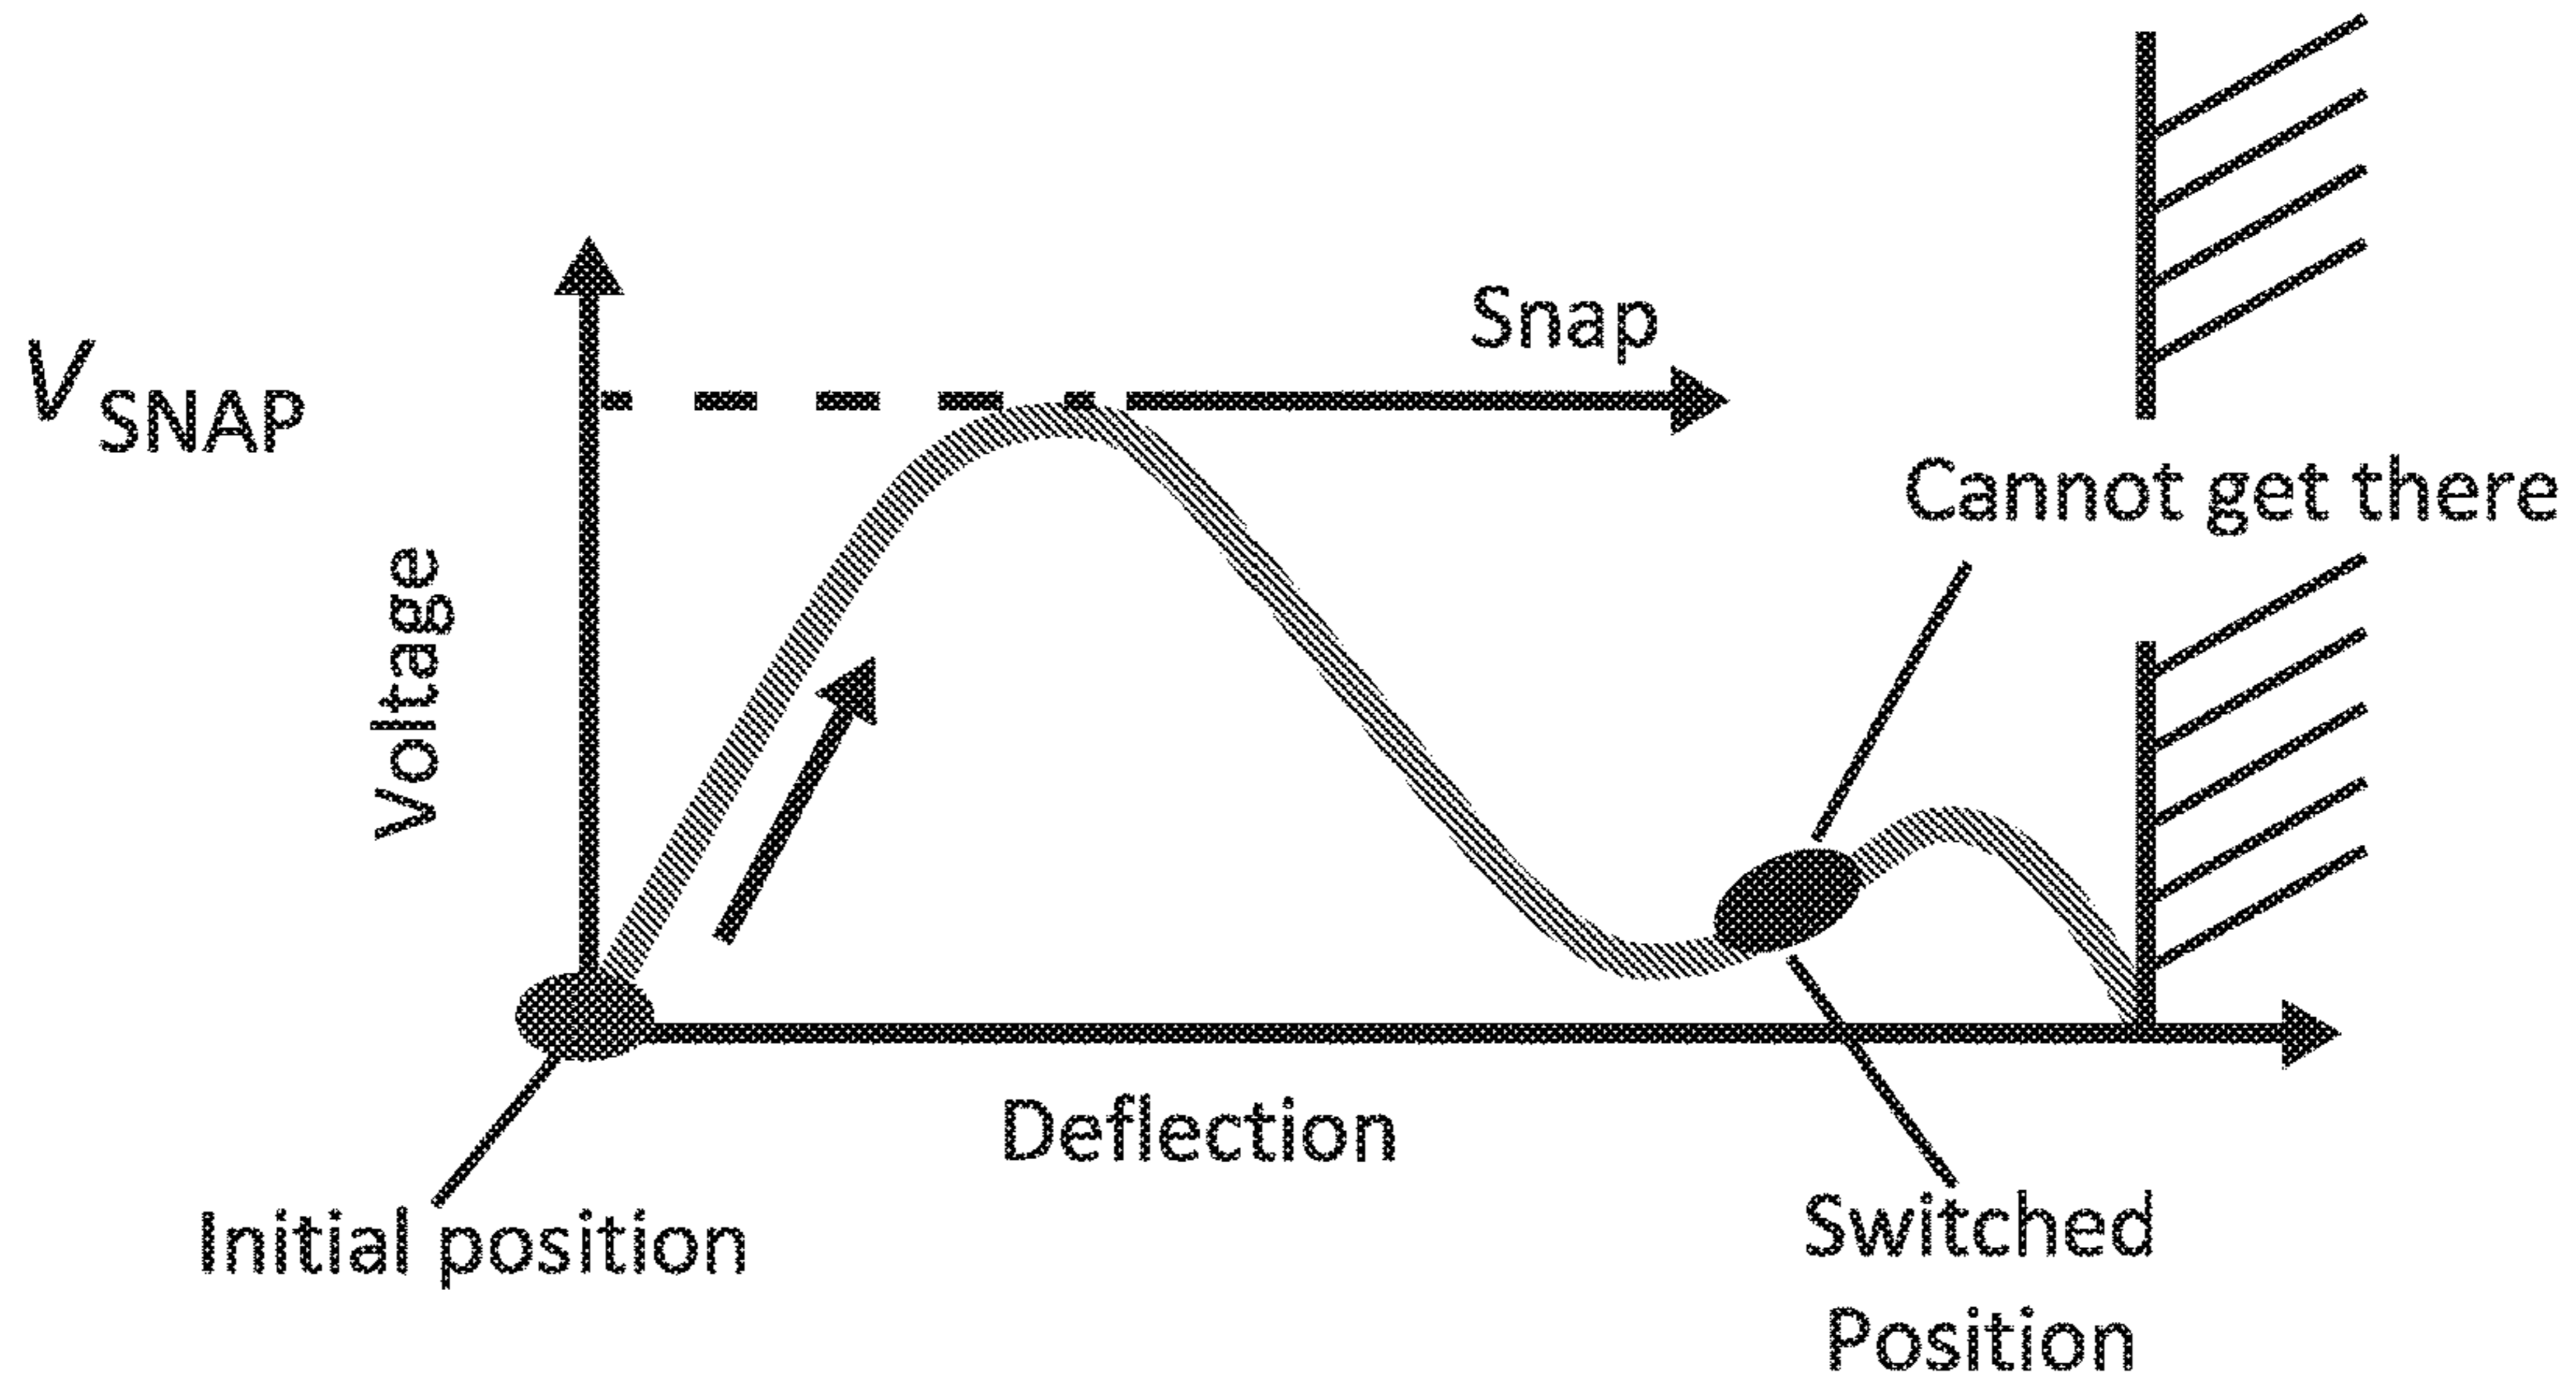 Snap
V SNAP
Cannot get there
Voltage
Deflection
Initial position
Switched
Position